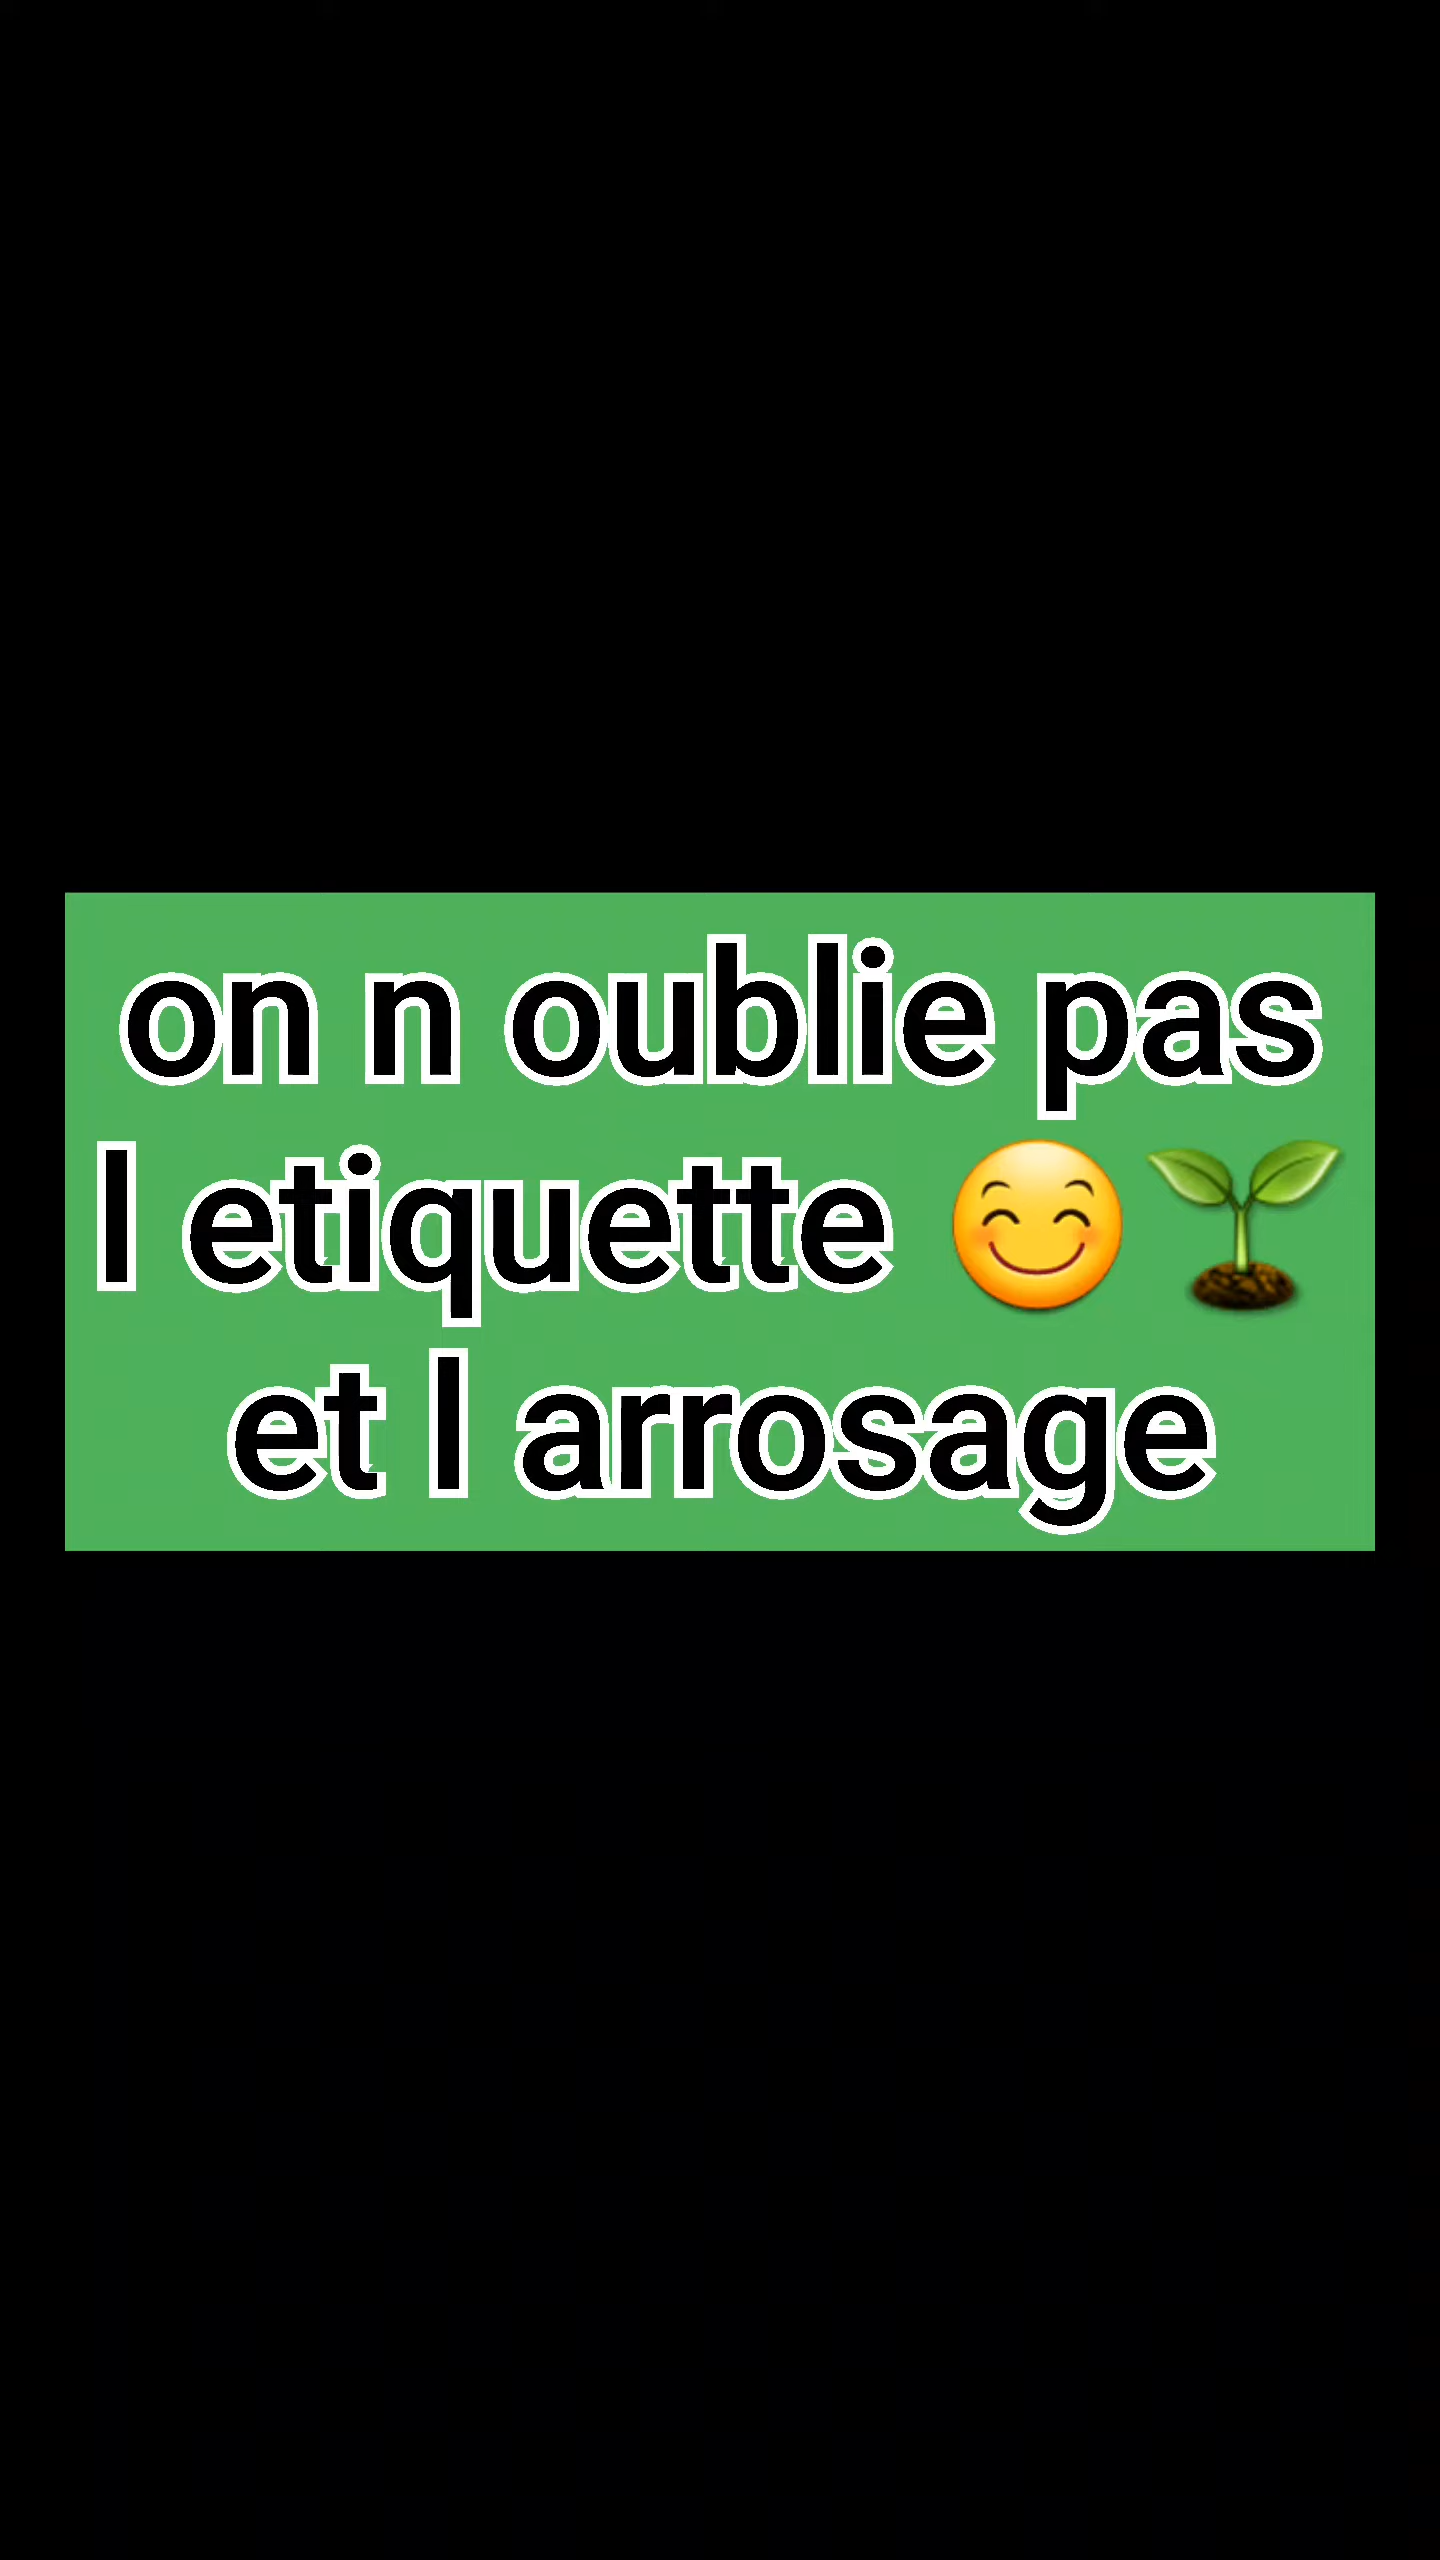 on n oublie pas
l etiquette 😊🌱
et l arrosage